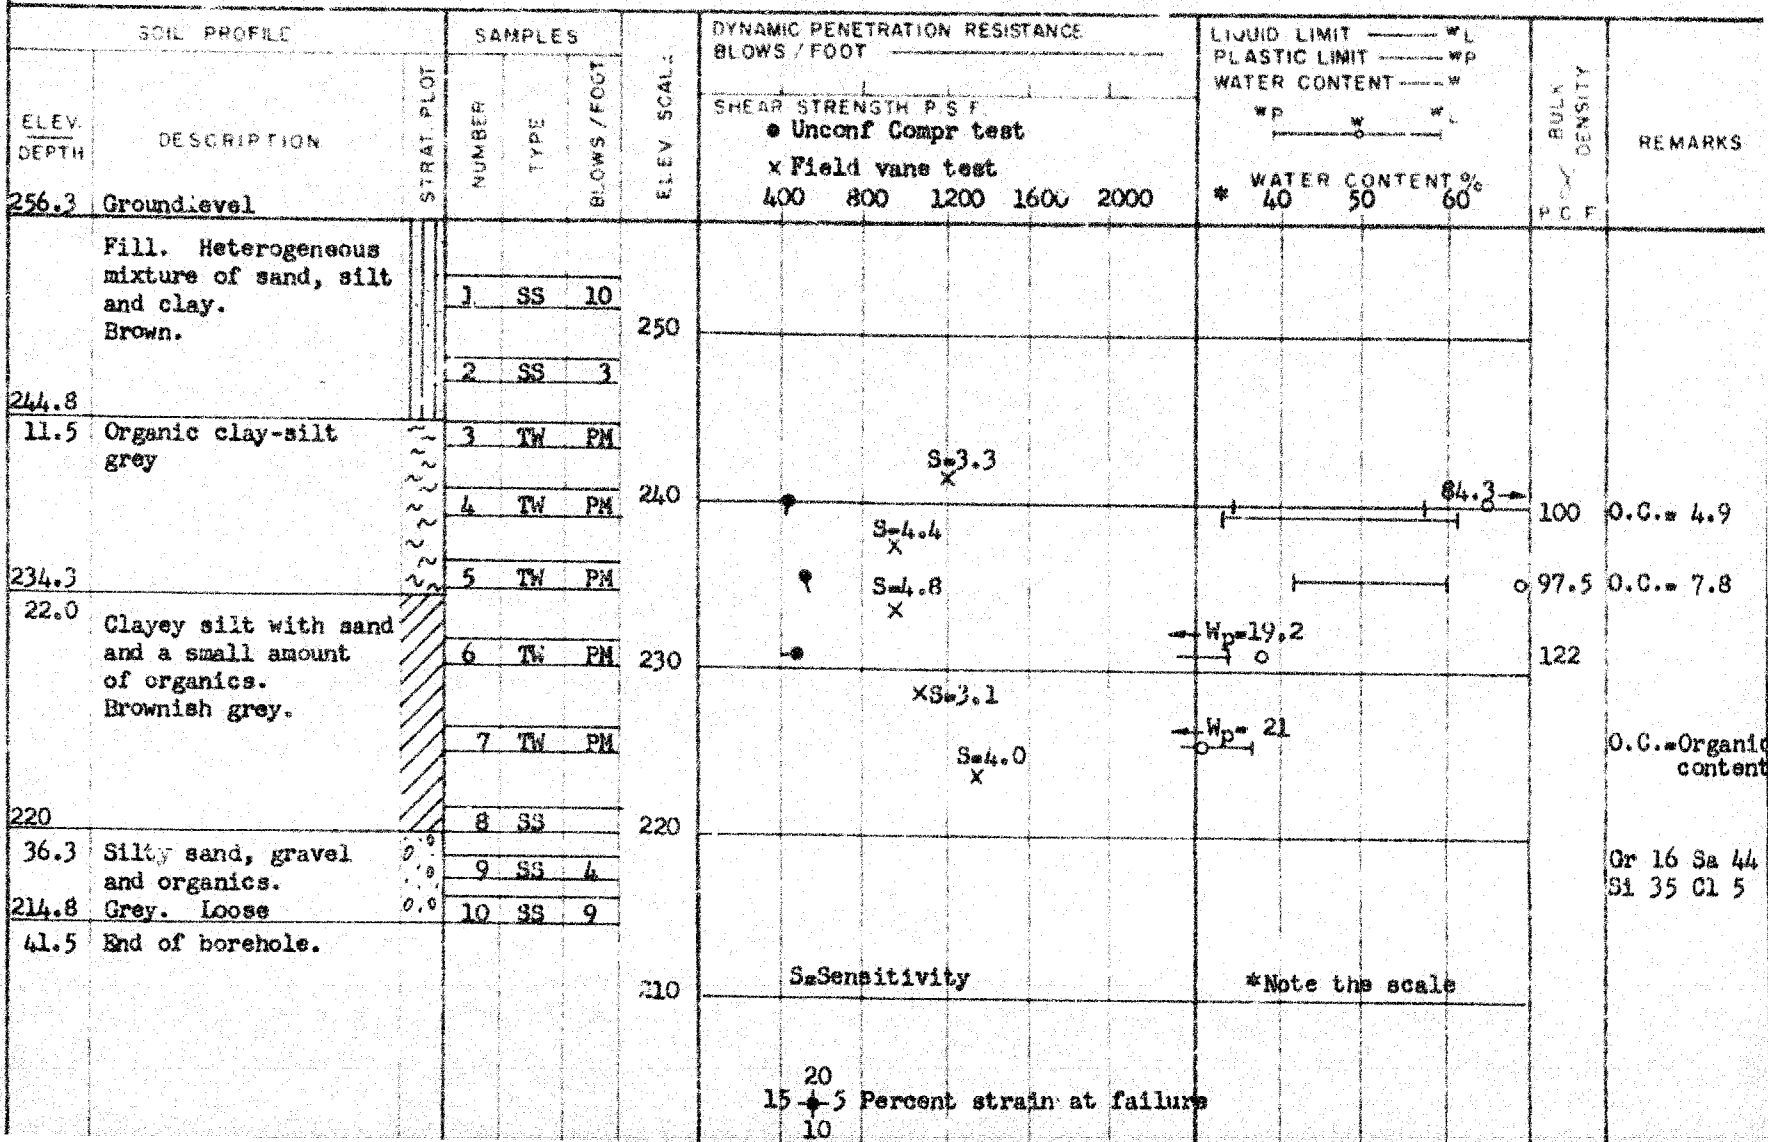 SOIL PROFILE
SAMPLES
ELEV. SCALE
DYNAMIC PENETRATION RESISTANCE
BLOWS / FOOT
LIQUID LIMIT ——— wL
PLASTIC LIMIT ——— wP
WATER CONTENT ——— w
BULK DENSITY
P.C.F.
REMARKS
ELEV.
DEPTH
DESCRIPTION
STRAT PLOT
NUMBER
TYPE
BLOWS / FOOT
SHEAR STRENGTH P.S.F.
● Unconf Compr test
x Field vane test
400 800 1200 1600 2000
wP w wL
WATER CONTENT %
* 40 50 60
256.3 Groundlevel
Fill. Heterogeneous
mixture of sand, silt
and clay.
Brown.
1 SS 10
250
2 SS 3
244.8
11.5 Organic clay-silt
grey
3 TW PM
S=3.3
4 TW PM
240
84.3
100 O.C.= 4.9
S=4.4
234.3
5 TW PM
S=4.8
97.5 O.C.= 7.8
22.0
Clayey silt with sand
and a small amount
of organics.
Brownish grey.
6 TW PM
230
Wp=19.2
122
S=3.1
7 TW PM
Wp= 21
S=4.0
O.C.=Organic
content
220
8 SS
220
36.3 Silty sand, gravel
and organics.
Grey. Loose
9 SS 4
Gr 16 Sa 44
Si 35 Cl 5
214.8
10 SS 9
41.5 End of borehole.
210
S=Sensitivity
*Note the scale
20
15 5 Percent strain at failure
10